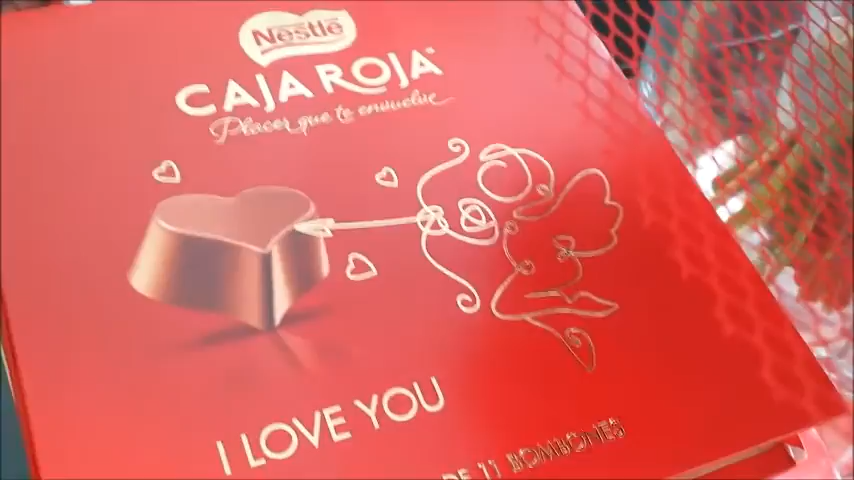 Nestlé
CAJA ROJA
Placer que te envuelve
I LOVE YOU
DE 11 BOMBONES